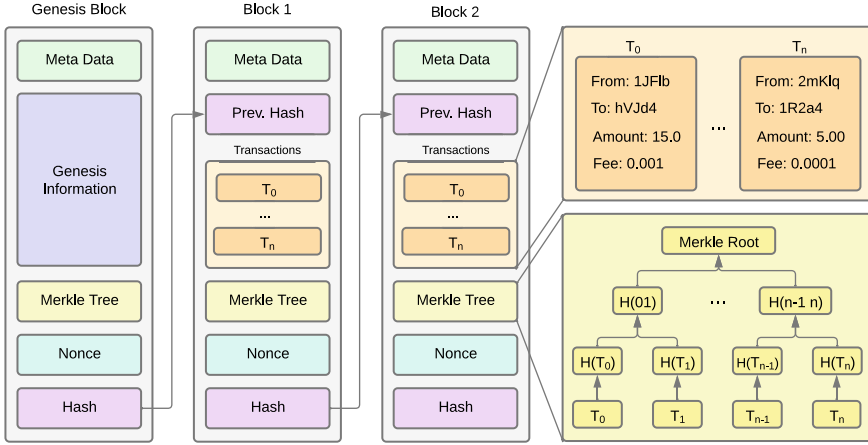 Genesis Block
Meta Data
Genesis
Information
Merkle Tree
Nonce
Hash
Block 1
Meta Data
Prev. Hash
Transactions
T0
...
Tn
Merkle Tree
Nonce
Hash
Block 2
Meta Data
Prev. Hash
Transactions
T0
...
Tn
Merkle Tree
Nonce
Hash
T0
From: 1JFlb
To: hVJd4
Amount: 15.0
Fee: 0.001
...
Tn
From: 2mKlq
To: 1R2a4
Amount: 5.00
Fee: 0.0001
Merkle Root
H(01) ... H(n-1 n)
H(T0) H(T1) H(Tn-1) H(Tn)
T0 T1 Tn-1 Tn